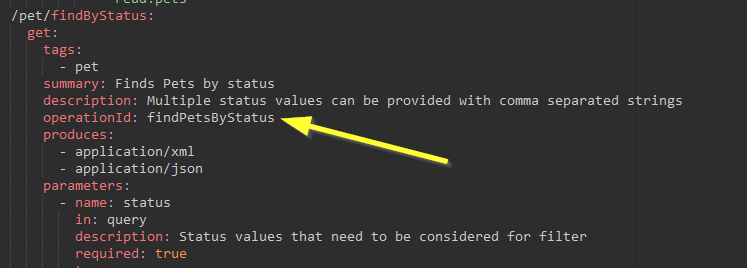 read:pets
/pet/findByStatus:
get:
tags:
- pet
summary: Finds Pets by status
description: Multiple status values can be provided with comma separated strings
operationId: findPetsByStatus
produces:
- application/xml
- application/json
parameters:
- name: status
in: query
description: Status values that need to be considered for filter
required: true